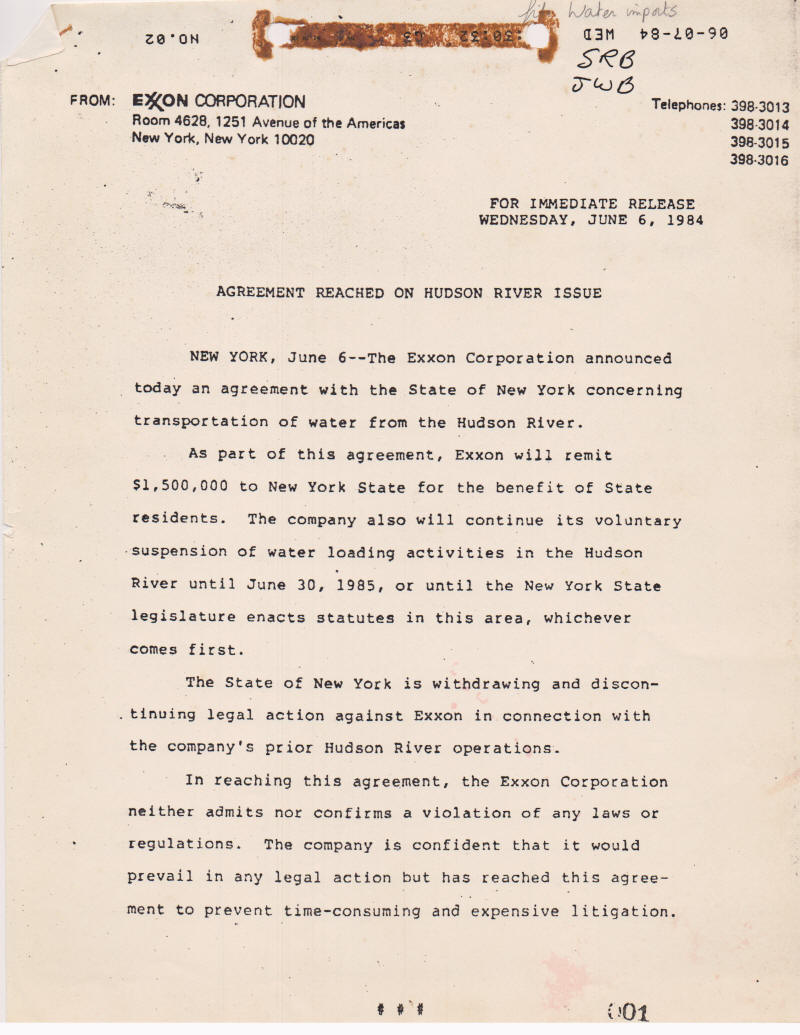 file Water imports
NO.02
06-07-84 WED
SRB
JWB
FROM: EXXON CORPORATION
Room 4628, 1251 Avenue of the Americas
New York, New York 10020
Telephones: 398-3013
398-3014
398-3015
398-3016
FOR IMMEDIATE RELEASE
WEDNESDAY, JUNE 6, 1984
AGREEMENT REACHED ON HUDSON RIVER ISSUE
NEW YORK, June 6--The Exxon Corporation announced
today an agreement with the State of New York concerning
transportation of water from the Hudson River.
As part of this agreement, Exxon will remit
$1,500,000 to New York State for the benefit of State
residents. The company also will continue its voluntary
suspension of water loading activities in the Hudson
River until June 30, 1985, or until the New York State
legislature enacts statutes in this area, whichever
comes first.
The State of New York is withdrawing and discon-
tinuing legal action against Exxon in connection with
the company's prior Hudson River operations.
In reaching this agreement, the Exxon Corporation
neither admits nor confirms a violation of any laws or
regulations. The company is confident that it would
prevail in any legal action but has reached this agree-
ment to prevent time-consuming and expensive litigation.
# # #
001